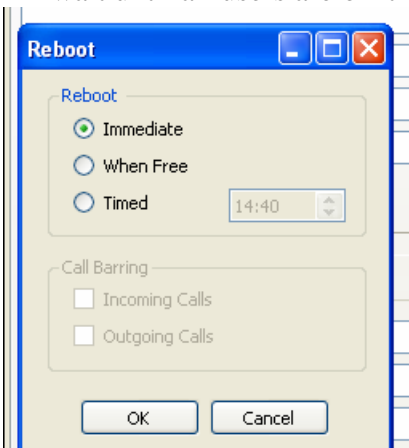 Reboot
Reboot
Immediate
When Free
Timed 14:40
Call Barring
Incoming Calls
Outgoing Calls
OK Cancel